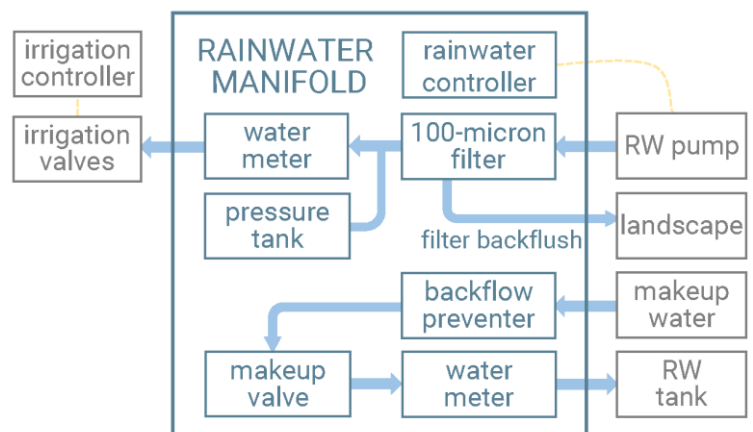 RAINWATER
MANIFOLD
irrigation
controller
rainwater
controller
irrigation
valves
water
meter
100-micron
filter
RW pump
pressure
tank
filter backflush
landscape
backflow
preventer
makeup
water
makeup
valve
water
meter
RW
tank